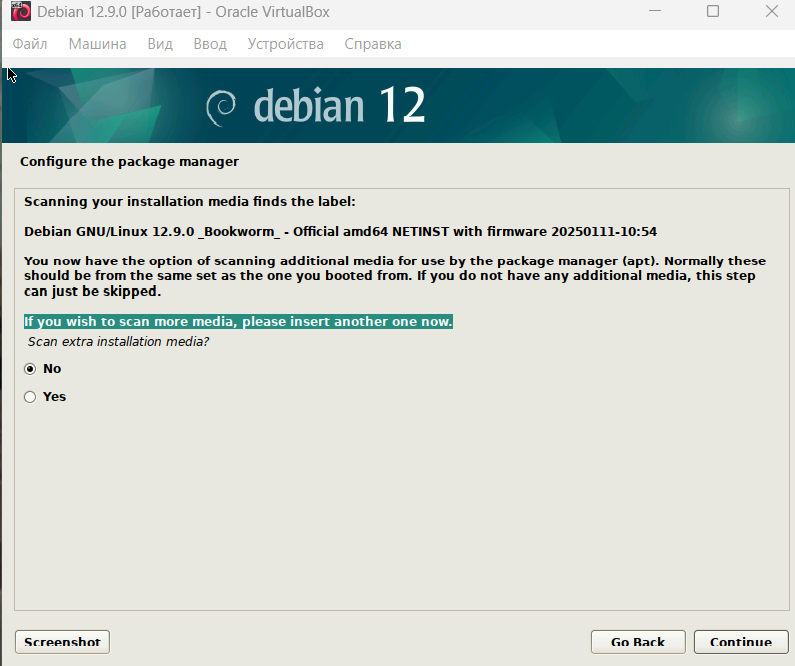 Debian 12.9.0 [Работает] - Oracle VirtualBox
Файл Машина Вид Ввод Устройства Справка
debian 12
Configure the package manager
Scanning your installation media finds the label:
Debian GNU/Linux 12.9.0 _Bookworm_ - Official amd64 NETINST with firmware 20250111-10:54
You now have the option of scanning additional media for use by the package manager (apt). Normally these
should be from the same set as the one you booted from. If you do not have any additional media, this step
can just be skipped.
If you wish to scan more media, please insert another one now.
Scan extra installation media?
No
Yes
Screenshot Go Back Continue